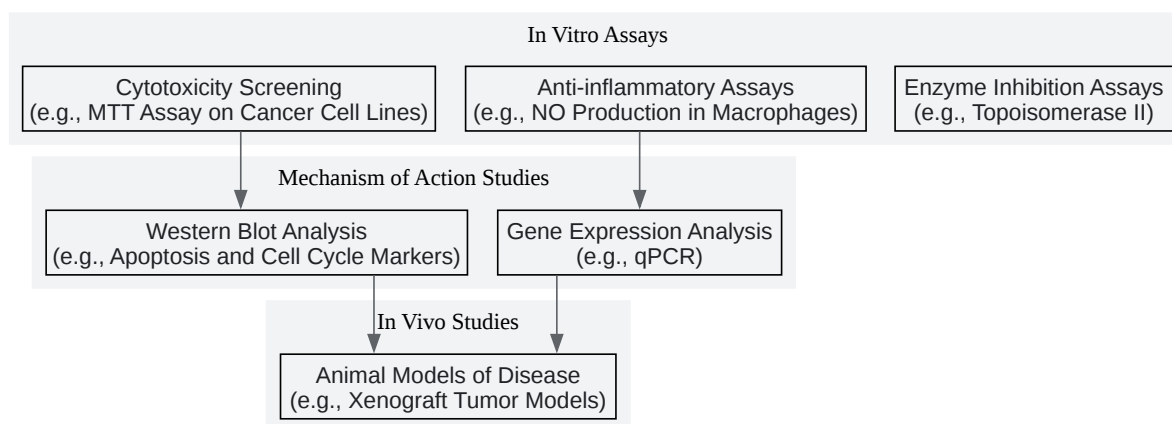 In Vitro Assays
Cytotoxicity Screening
(e.g., MTT Assay on Cancer Cell Lines)
Anti-inflammatory Assays
(e.g., NO Production in Macrophages)
Enzyme Inhibition Assays
(e.g., Topoisomerase II)
Mechanism of Action Studies
Western Blot Analysis
(e.g., Apoptosis and Cell Cycle Markers)
Gene Expression Analysis
(e.g., qPCR)
In Vivo Studies
Animal Models of Disease
(e.g., Xenograft Tumor Models)